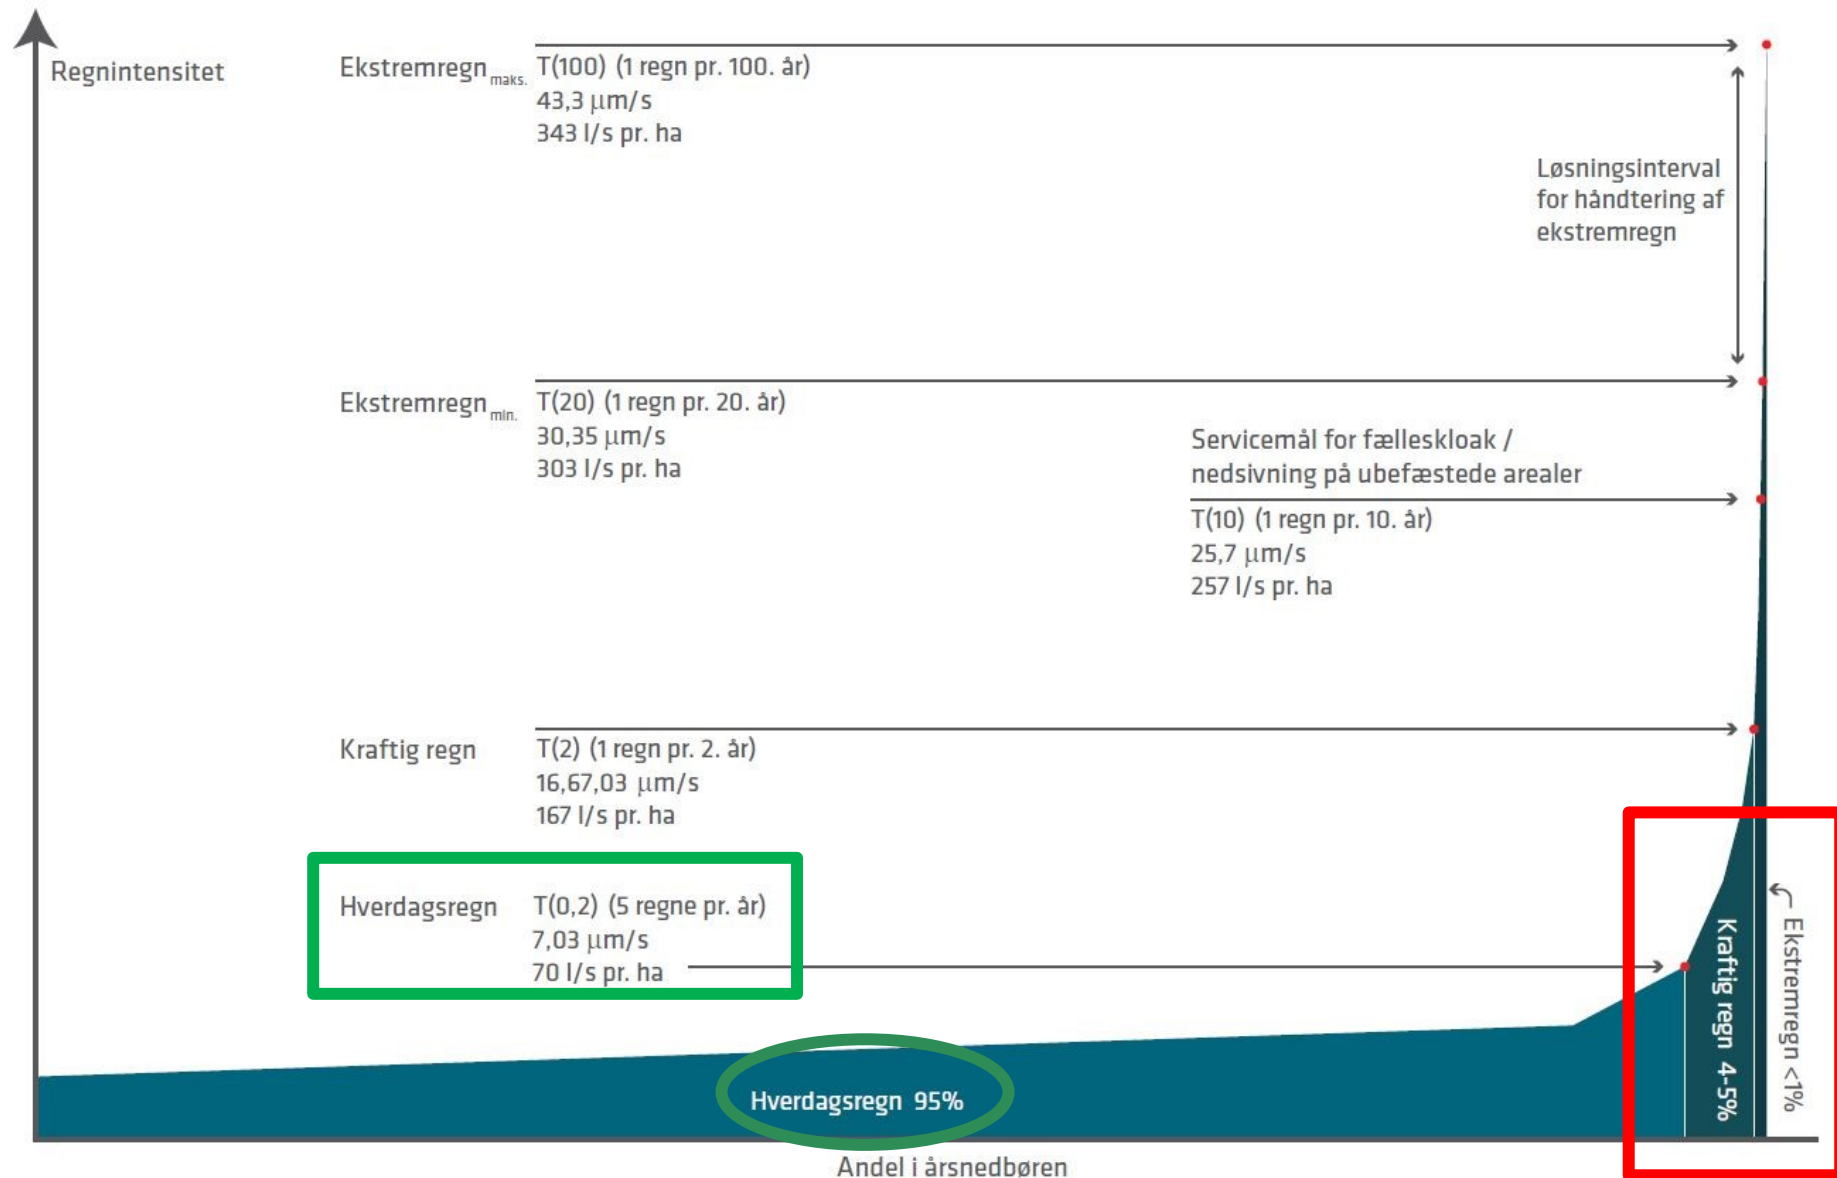 Regnintensitet
Ekstremregn maks.
T(100) (1 regn pr. 100. år)
43,3 μm/s
343 l/s pr. ha
Løsningsinterval
for håndtering af
ekstremregn
Ekstremregn min.
T(20) (1 regn pr. 20. år)
30,35 μm/s
303 l/s pr. ha
Servicemål for fælleskloak /
nedsivning på ubefæstede arealer
T(10) (1 regn pr. 10. år)
25,7 μm/s
257 l/s pr. ha
Kraftig regn
T(2) (1 regn pr. 2. år)
16,67,03 μm/s
167 l/s pr. ha
Hverdagsregn
T(0,2) (5 regne pr. år)
7,03 μm/s
70 l/s pr. ha
Hverdagsregn 95%
Kraftig regn 4-5%
Ekstremregn <1%
Andel i årsnedbøren